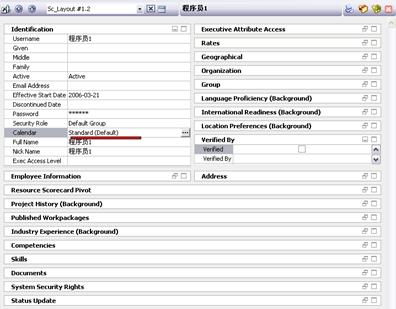 Sc_Layout #1.2
程序员1
Identification
Username 程序员1
Given
Middle
Family
Active Active
Email Address
Effective Start Date 2006-03-21
Discontinued Date
Password ******
Security Role Default Group
Calendar Standard (Default) ...
Full Name 程序员1
Nick Name 程序员1
Exec Access Level
Executive Attribute Access
Rates
Geographical
Organization
Group
Language Proficiency (Background)
International Readiness (Background)
Location Preferences (Background)
Verified By
Verified
Verified By
Employee Information
Address
Resource Scorecard Pivot
Project History (Background)
Published Workpackages
Industry Experience (Background)
Competencies
Skills
Documents
System Security Rights
Status Update